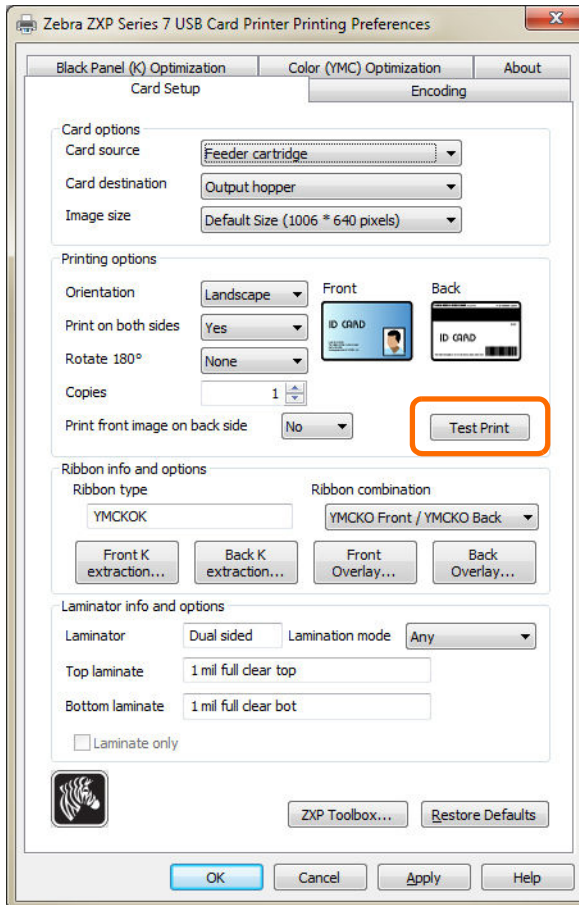 Zebra ZXP Series 7 USB Card Printer Printing Preferences
Black Panel (K) Optimization Color (YMC) Optimization About
Card Setup Encoding
Card options
Card source Feeder cartridge
Card destination Output hopper
Image size Default Size (1006 * 640 pixels)
Printing options
Orientation Landscape Front Back
Print on both sides Yes
ID CARD
ID CARD
Rotate 180° None
Copies 1
Print front image on back side No Test Print
Ribbon info and options
Ribbon type Ribbon combination
YMCKOK YMCKO Front / YMCKO Back
Front K extraction... Back K extraction... Front Overlay... Back Overlay...
Laminator info and options
Laminator Dual sided Lamination mode Any
Top laminate 1 mil full clear top
Bottom laminate 1 mil full clear bot
Laminate only
ZXP Toolbox... Restore Defaults
OK Cancel Apply Help